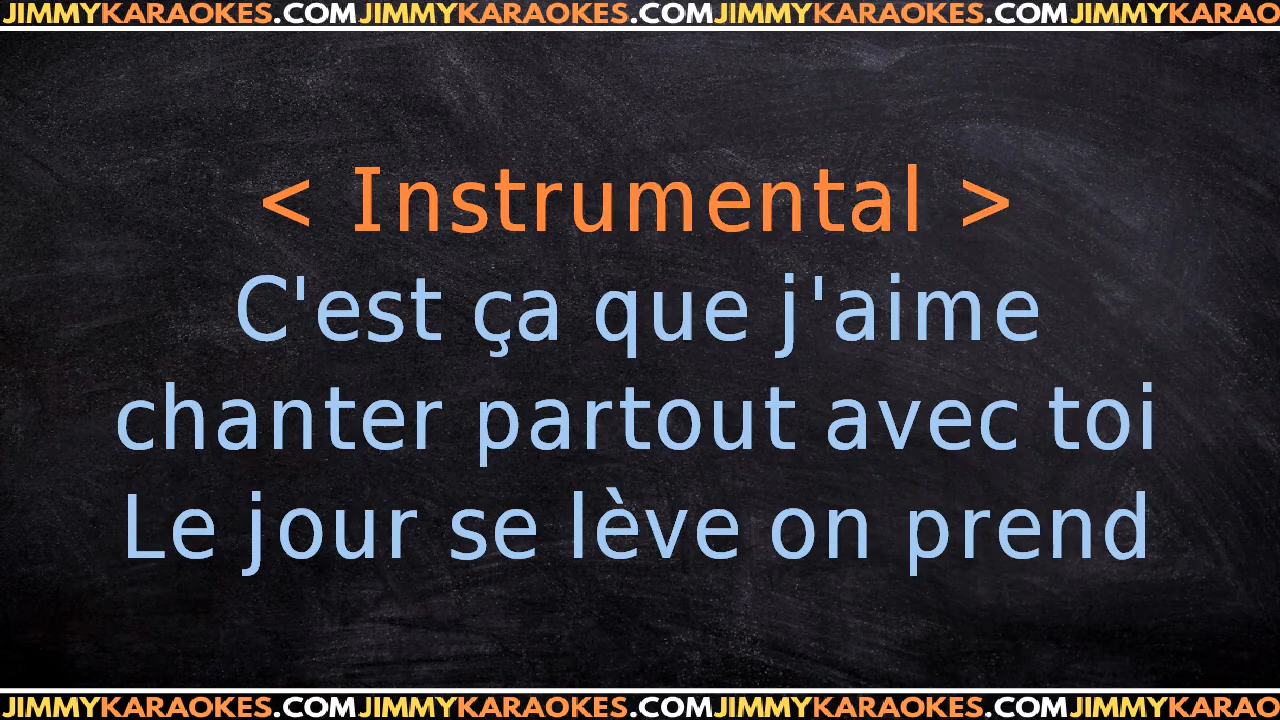 JIMMYKARAOKES.COMJIMMYKARAOKES.COMJIMMYKARAOKES.COMJIMMYKARAO
< Instrumental >
C'est ça que j'aime
chanter partout avec toi
Le jour se lève on prend
JIMMYKARAOKES.COMJIMMYKARAOKES.COMJIMMYKARAOKES.COMJIMMYKARAO